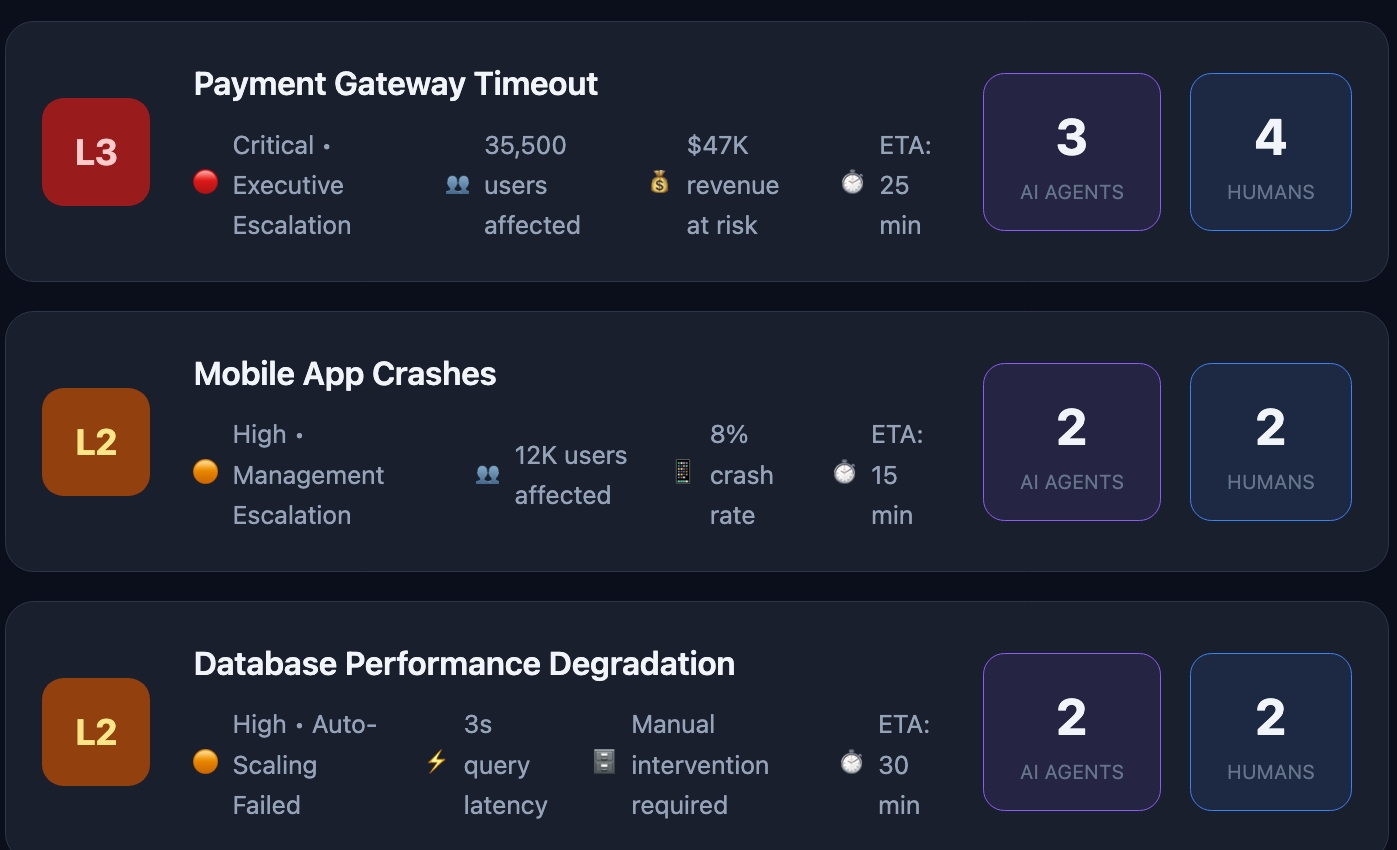 L3
Payment Gateway Timeout
Critical •
Executive
Escalation
35,500
users
affected
$47K
revenue
at risk
ETA:
25
min
3
AI AGENTS
4
HUMANS
L2
Mobile App Crashes
High •
Management
Escalation
12K users
affected
8%
crash
rate
ETA:
15
min
2
AI AGENTS
2
HUMANS
L2
Database Performance Degradation
High • Auto-
Scaling
Failed
3s
query
latency
Manual
intervention
required
ETA:
30
min
2
AI AGENTS
2
HUMANS